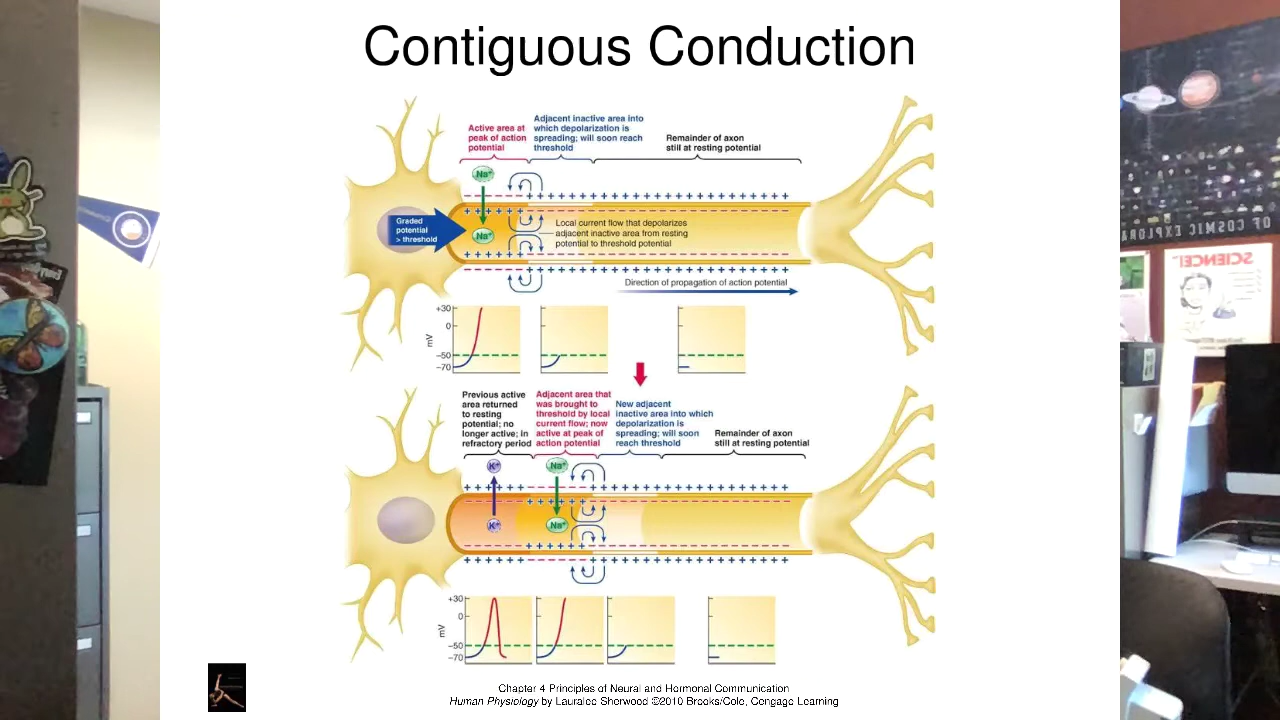 Contiguous Conduction
Active area at
peak of action
potential
Adjacent inactive area into
which depolarization is
spreading; will soon reach
threshold
Remainder of axon
still at resting potential
Na⁺
Graded
potential
> threshold
Na⁺
Local current flow that depolarizes
adjacent inactive area from resting
potential to threshold potential
Direction of propagation of action potential
+30
0
mV
−50
−70
Previous active
area returned
to resting
potential; no
longer active; in
refractory period
Adjacent area that
was brought to
threshold by local
current flow; now
active at peak of
action potential
New adjacent
inactive area into which
depolarization is
spreading; will soon
reach threshold
Remainder of axon
still at resting potential
K⁺
Na⁺
K⁺
Na⁺
+30
0
mV
−50
−70
Chapter 4 Principles of Neural and Hormonal Communication
Human Physiology by Lauralee Sherwood ©2010 Brooks/Cole, Cengage Learning
OF COSMIC EXPLORA
SCIENCE!